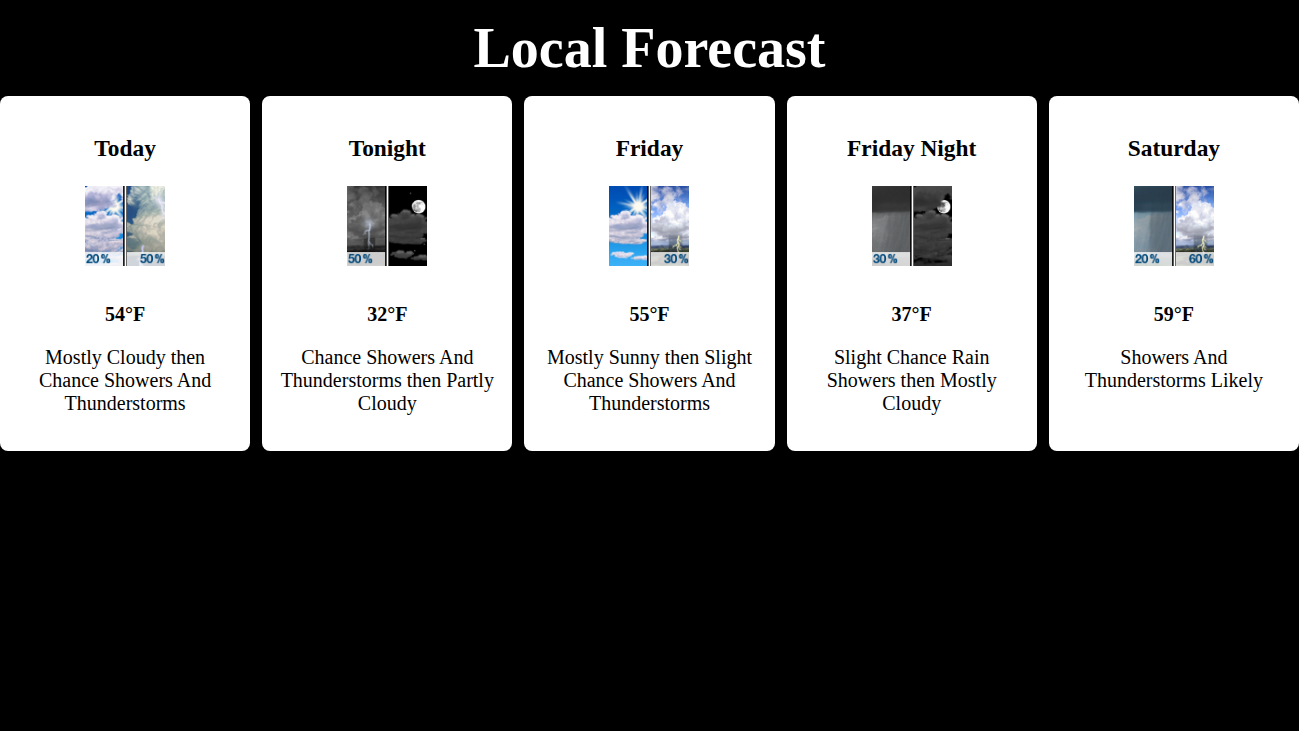 Local Forecast
Today
20%
50%
54°F
Mostly Cloudy then
Chance Showers And
Thunderstorms
Tonight
50%
32°F
Chance Showers And
Thunderstorms then Partly
Cloudy
Friday
30%
55°F
Mostly Sunny then Slight
Chance Showers And
Thunderstorms
Friday Night
30%
37°F
Slight Chance Rain
Showers then Mostly
Cloudy
Saturday
20%
60%
59°F
Showers And
Thunderstorms Likely